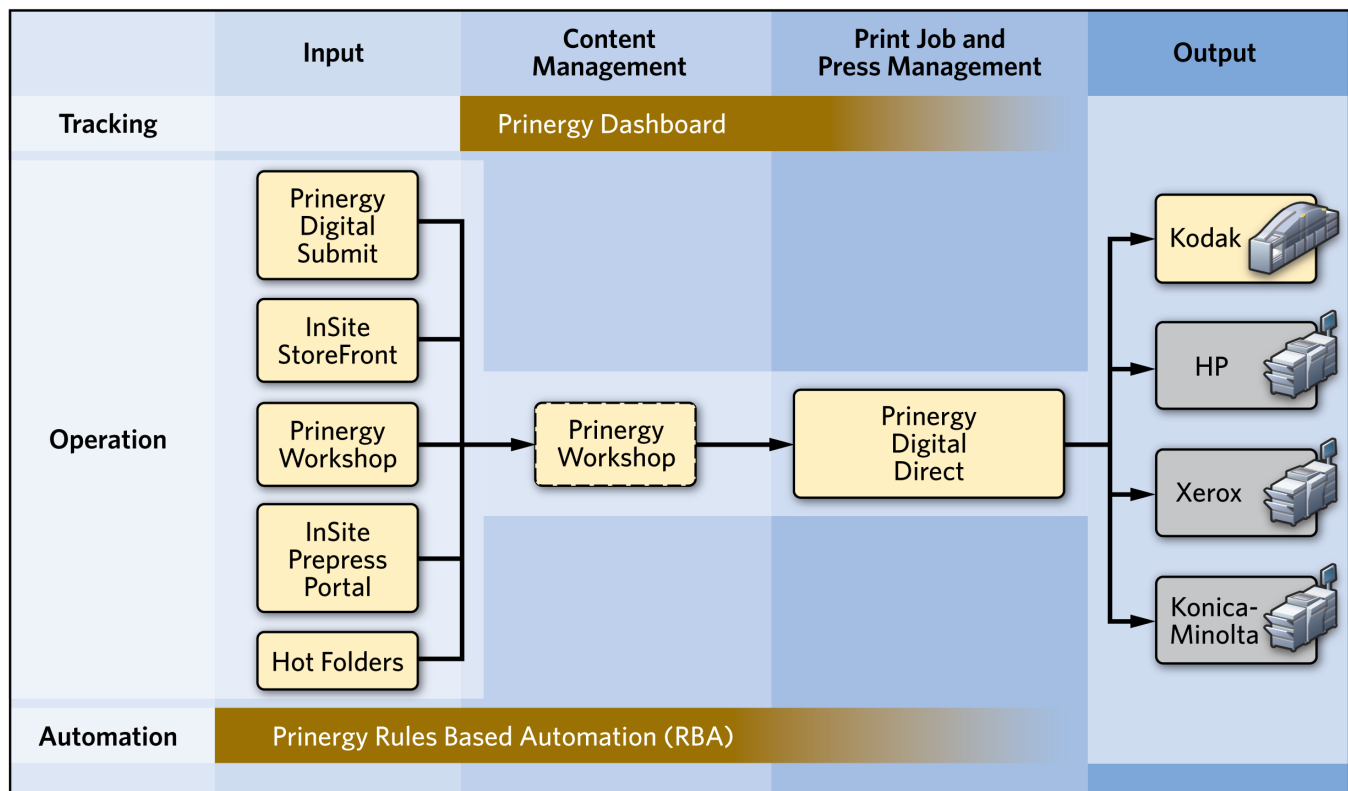 Input
Content
Management
Print Job and
Press Management
Output
Tracking
Prinergy Dashboard
Operation
Prinergy
Digital
Submit
InSite
StoreFront
Prinergy
Workshop
InSite
Prepress
Portal
Hot Folders
Prinergy
Workshop
Prinergy
Digital
Direct
Kodak
HP
Xerox
Konica-
Minolta
Automation
Prinergy Rules Based Automation (RBA)